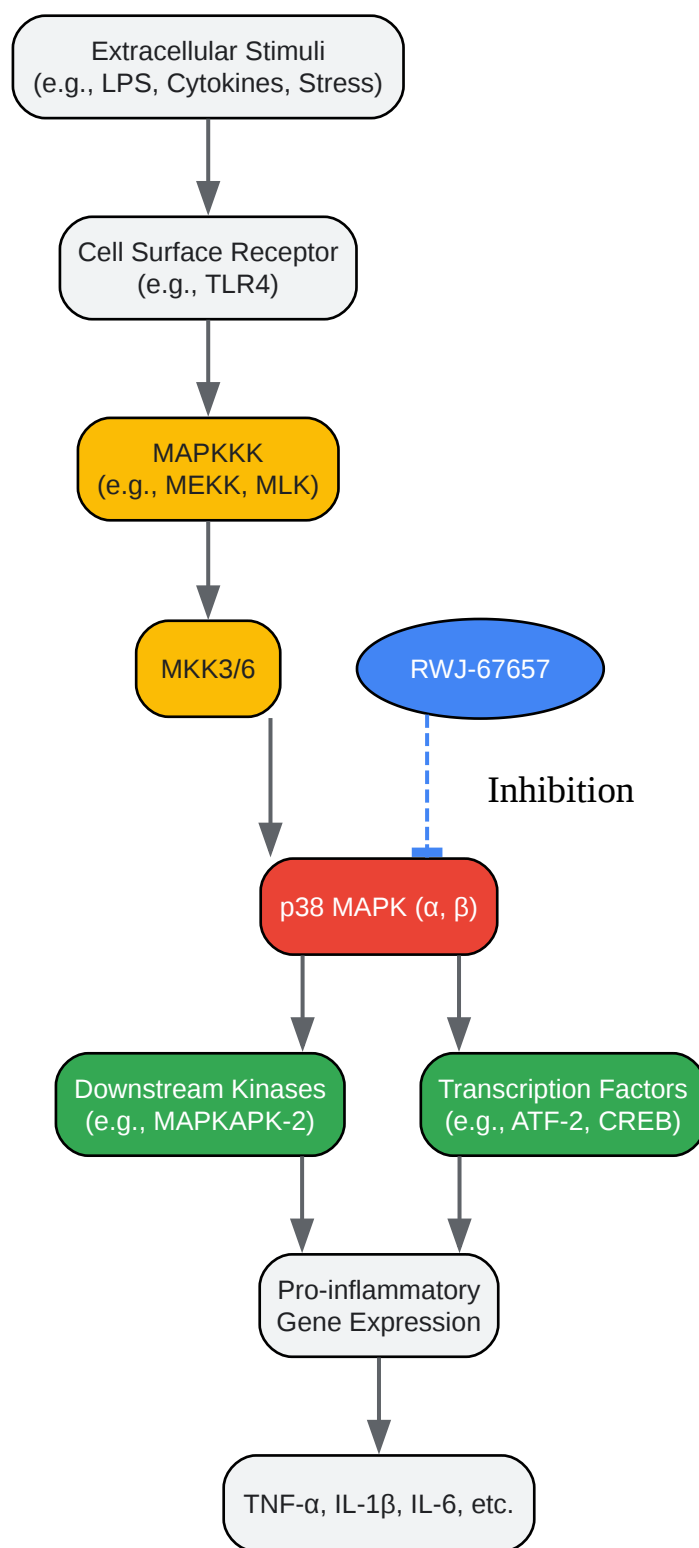 Extracellular Stimuli
(e.g., LPS, Cytokines, Stress)
Cell Surface Receptor
(e.g., TLR4)
MAPKKK
(e.g., MEKK, MLK)
MKK3/6
RWJ-67657
Inhibition
p38 MAPK (α, β)
Downstream Kinases
(e.g., MAPKAPK-2)
Transcription Factors
(e.g., ATF-2, CREB)
Pro-inflammatory
Gene Expression
TNF-α, IL-1β, IL-6, etc.